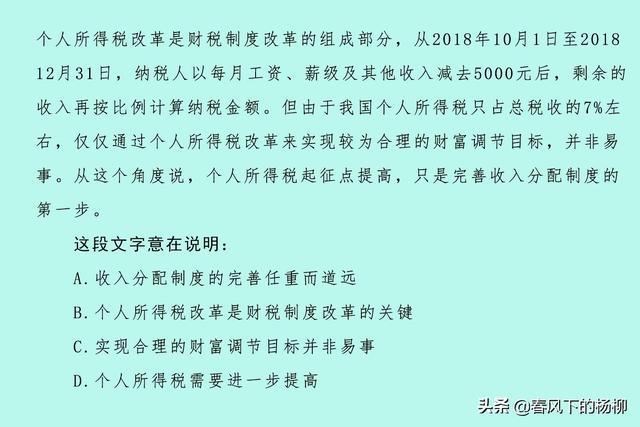 个人所得税改革是财税制度改革的组成部分，从2018年10月1日至2018
12月31日，纳税人以每月工资、薪级及其他收入减去5000元后，剩余的
收入再按比例计算纳税金额。但由于我国个人所得税只占总税收的7%左
右，仅仅通过个人所得税改革来实现较为合理的财富调节目标，并非易
事。从这个角度说，个人所得税起征点提高，只是完善收入分配制度的
第一步。
这段文字意在说明：
A.收入分配制度的完善任重而道远
B.个人所得税改革是财税制度改革的关键
C.实现合理的财富调节目标并非易事
D.个人所得税需要进一步提高
头条 @春风下的杨柳